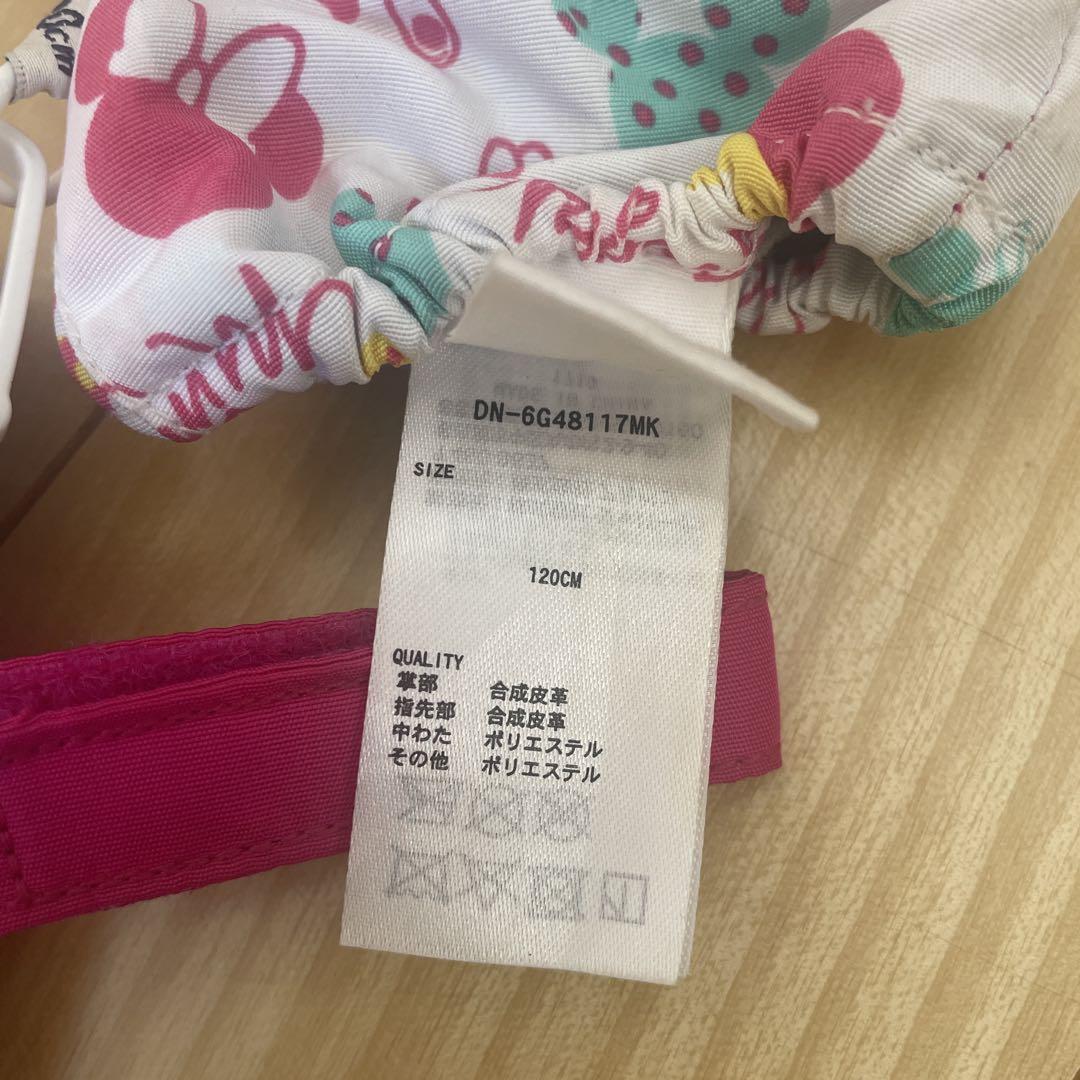 DN-6G48117MK
SIZE
120CM
QUALITY
掌部 合成皮革
指先部 合成皮革
中わた ポリエステル
その他 ポリエステル